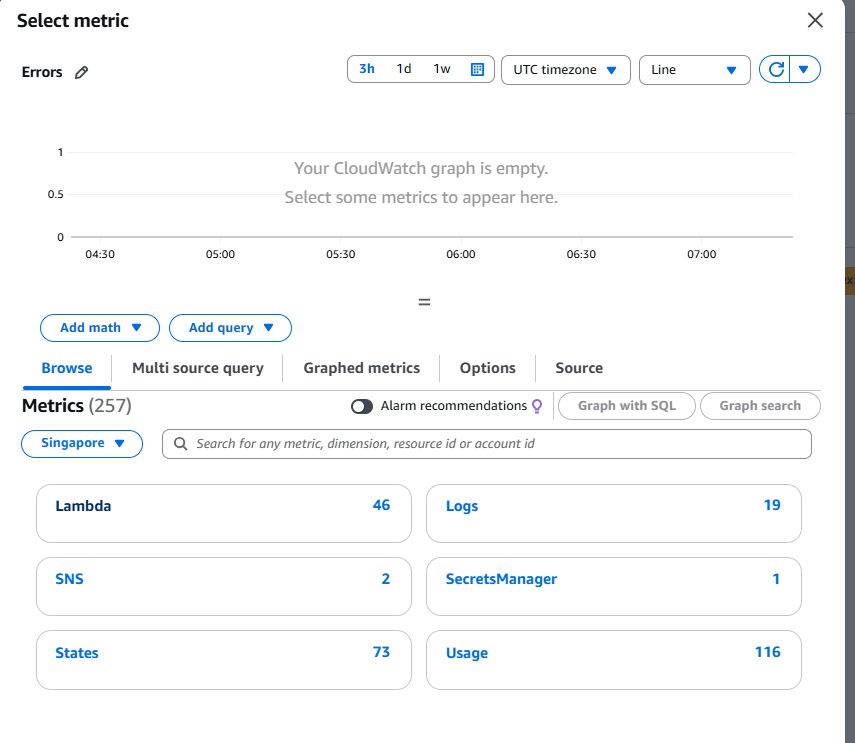 Select metric
Errors
3h 1d 1w UTC timezone Line
1
Your CloudWatch graph is empty.
0.5
Select some metrics to appear here.
0
04:30 05:00 05:30 06:00 06:30 07:00
Add math Add query
Browse Multi source query Graphed metrics Options Source
Metrics (257) Alarm recommendations Graph with SQL Graph search
Singapore Search for any metric, dimension, resource id or account id
Lambda 46 Logs 19
SNS 2 SecretsManager 1
States 73 Usage 116